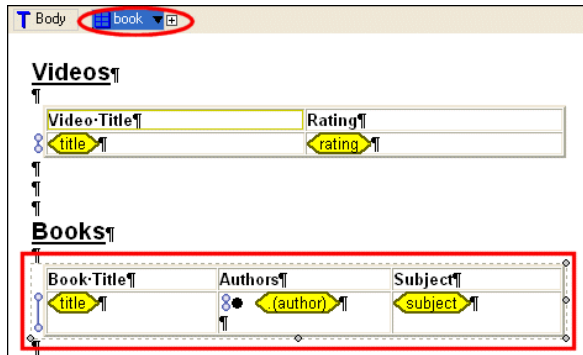 Body book
Videos¶
¶
Video·Title¶ Rating¶
title ¶ rating ¶
¶
¶
¶
Books¶
¶
Book·Title¶ Authors¶ Subject¶
title ¶ ● .(author) ¶ subject ¶
¶
¶